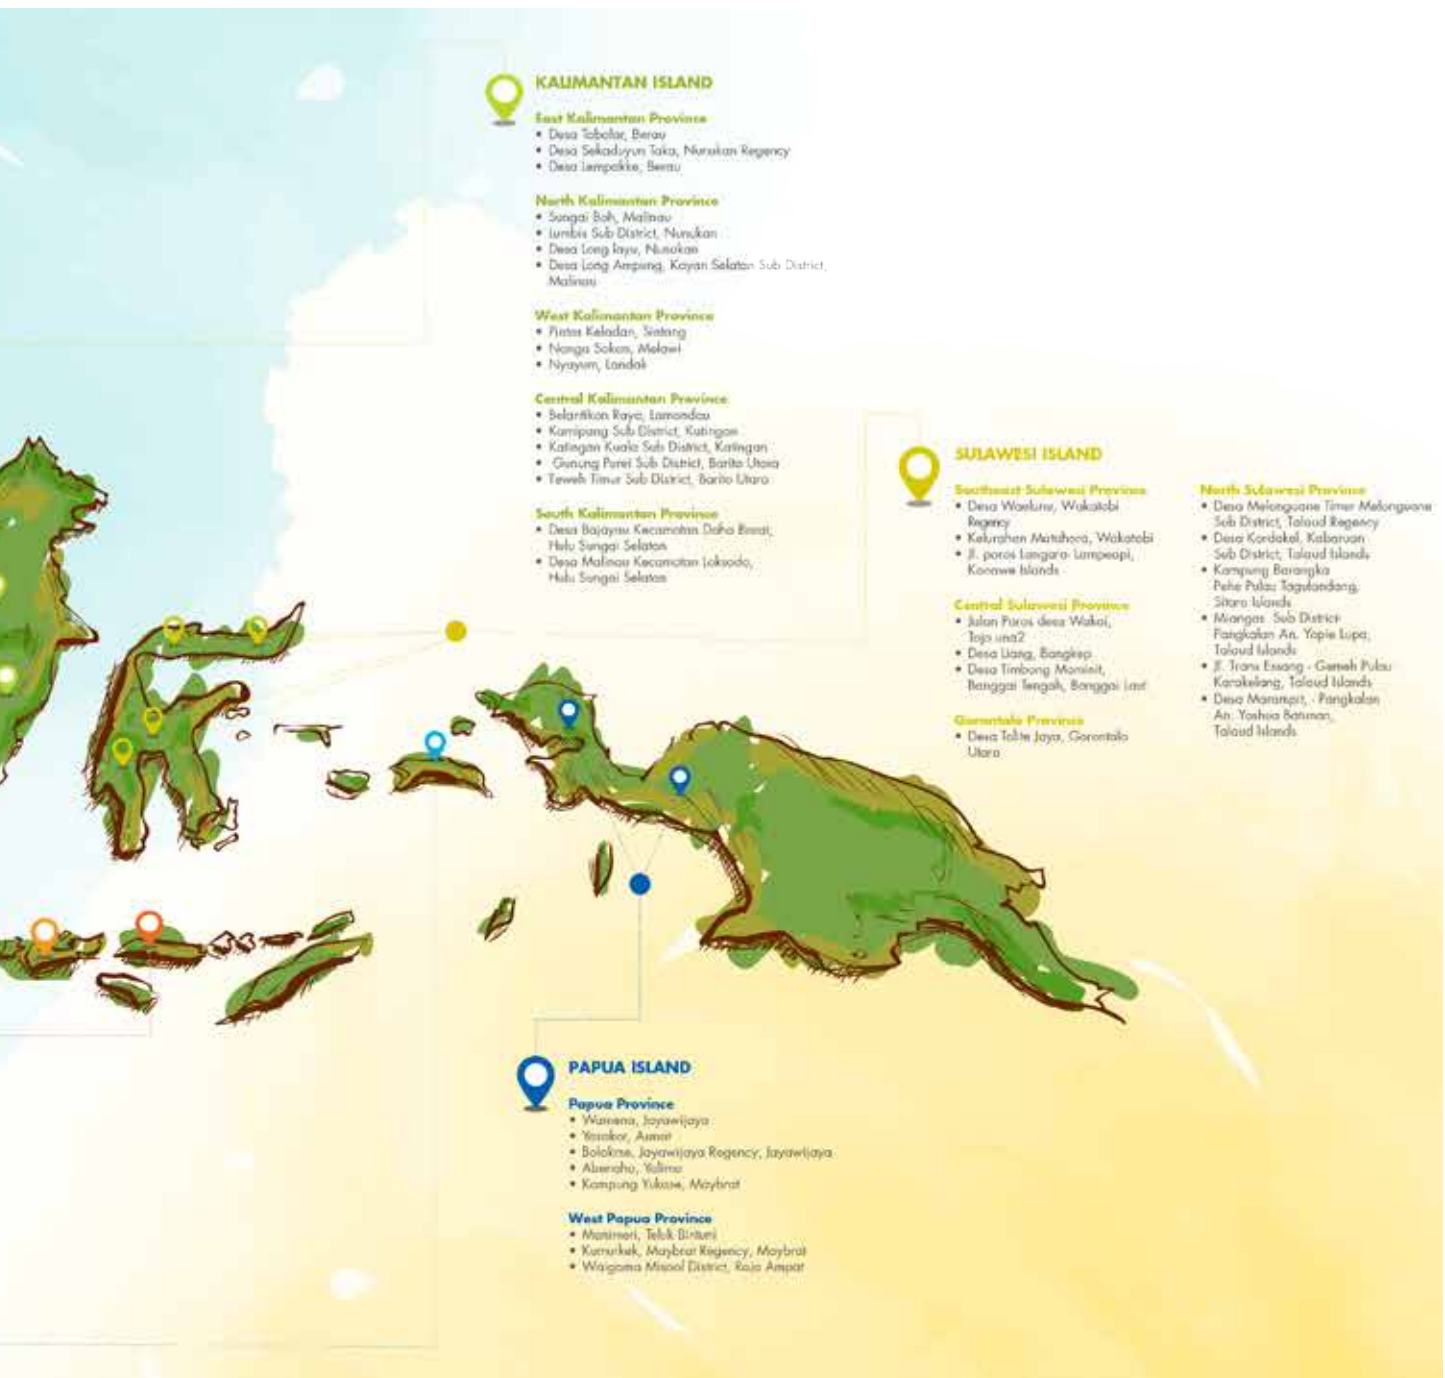 KALIMANTAN ISLAND
East Kalimantan Province
• Desa Tabalar, Berau
• Desa Sekaduyun Taka, Nunukan Regency
• Desa Lempakke, Berau
North Kalimantan Province
• Sungai Boh, Malinau
• Lumbis Sub District, Nunukan
• Desa Long Nunukan
• Desa Long Ampung, Kayan Selatan Sub District,
Malinau
West Kalimantan Province
• Pintas Keladan, Sintang
• Nanga Sokan, Melawi
• Nyayum, Landak
Central Kalimantan Province
• Belantikan Raya, Lamandau
• Kamipang Sub District, Katingan
• Katingan Kuala Sub District, Katingan
• Gunung Purei Sub District, Barito Utara
• Teweh Timur Sub District, Barito Utara
South Kalimantan Province
• Desa Bajayau Kecamatan Daha Barat,
Hulu Sungai Selatan
• Desa Malinau Kecamatan Loksado,
Hulu Sungai Selatan
SULAWESI ISLAND
Southeast Sulawesi Province
• Desa Waelumu, Wakatobi
Regency
• Kelurahan Matahora, Wakatobi
• Jl. poros Langara- Lampeapi,
Konawe Islands
Central Sulawesi Province
• Jalan Poros desa Wakai,
Tojo una2
• Desa Liang, Bangkep
• Desa Timbong Mominit,
Banggai Tengah, Banggai Laut
Gorontalo Province
• Desa Tolite Jaya, Gorontalo
Utara
North Sulawesi Province
• Desa Melonguane Timur Melonguane
Sub District, Talaud Regency
• Desa Kordakel, Kabaruan
Sub District, Talaud Islands
• Kampung Barangka
Pehe Pulau Tagulandang,
Sitaro Islands
• Miangas Sub District-
Pangkalan An. Yopie Lupa,
Talaud Islands
• Jl. Trans Essang - Gemeh Pulau
Karakelang, Talaud Islands
• Desa Marampit, - Pangkalan
An. Yoshua Batiman,
Talaud Islands
PAPUA ISLAND
Papua Province
• Wamena, Jayawijaya
• Yosakor, Asmat
• Bolakme, Jayawijaya Regency, Jayawijaya
• Abenaho, Yalimo
• Kampung Yukase, Maybrat
West Papua Province
• Manimeri, Teluk Bintuni
• Kumurkek, Maybrat Regency, Maybrat
• Waigama Misool District, Raja Ampat